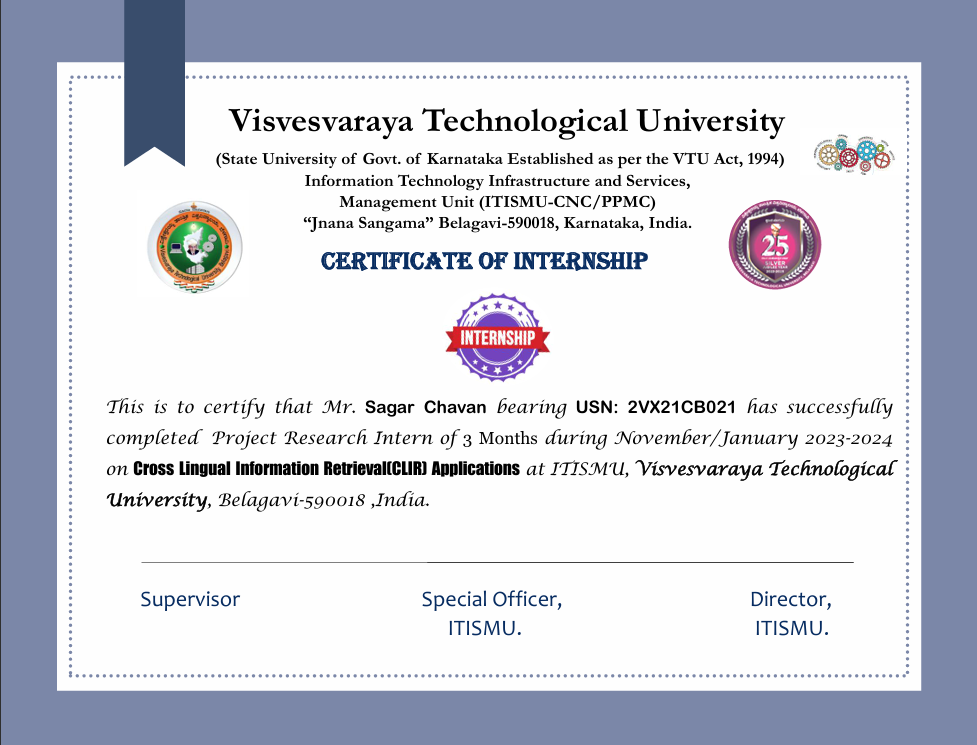 Visvesvaraya Technological University
(State University of Govt. of Karnataka Established as per the VTU Act, 1994)
Information Technology Infrastructure and Services,
Management Unit (ITISMU-CNC/PPMC)
“Jnana Sangama” Belagavi-590018, Karnataka, India.
CERTIFICATE OF INTERNSHIP
25
SILVER
INTERNSHIP
This is to certify that Mr. Sagar Chavan bearing USN: 2VX21CB021 has successfully
completed Project Research Intern of 3 Months during November/January 2023-2024
on Cross Lingual Information Retrieval(CLIR) Applications at ITISMU, Visvesvaraya Technological
University, Belagavi-590018 ,India.
Supervisor
Special Officer,
ITISMU.
Director,
ITISMU.